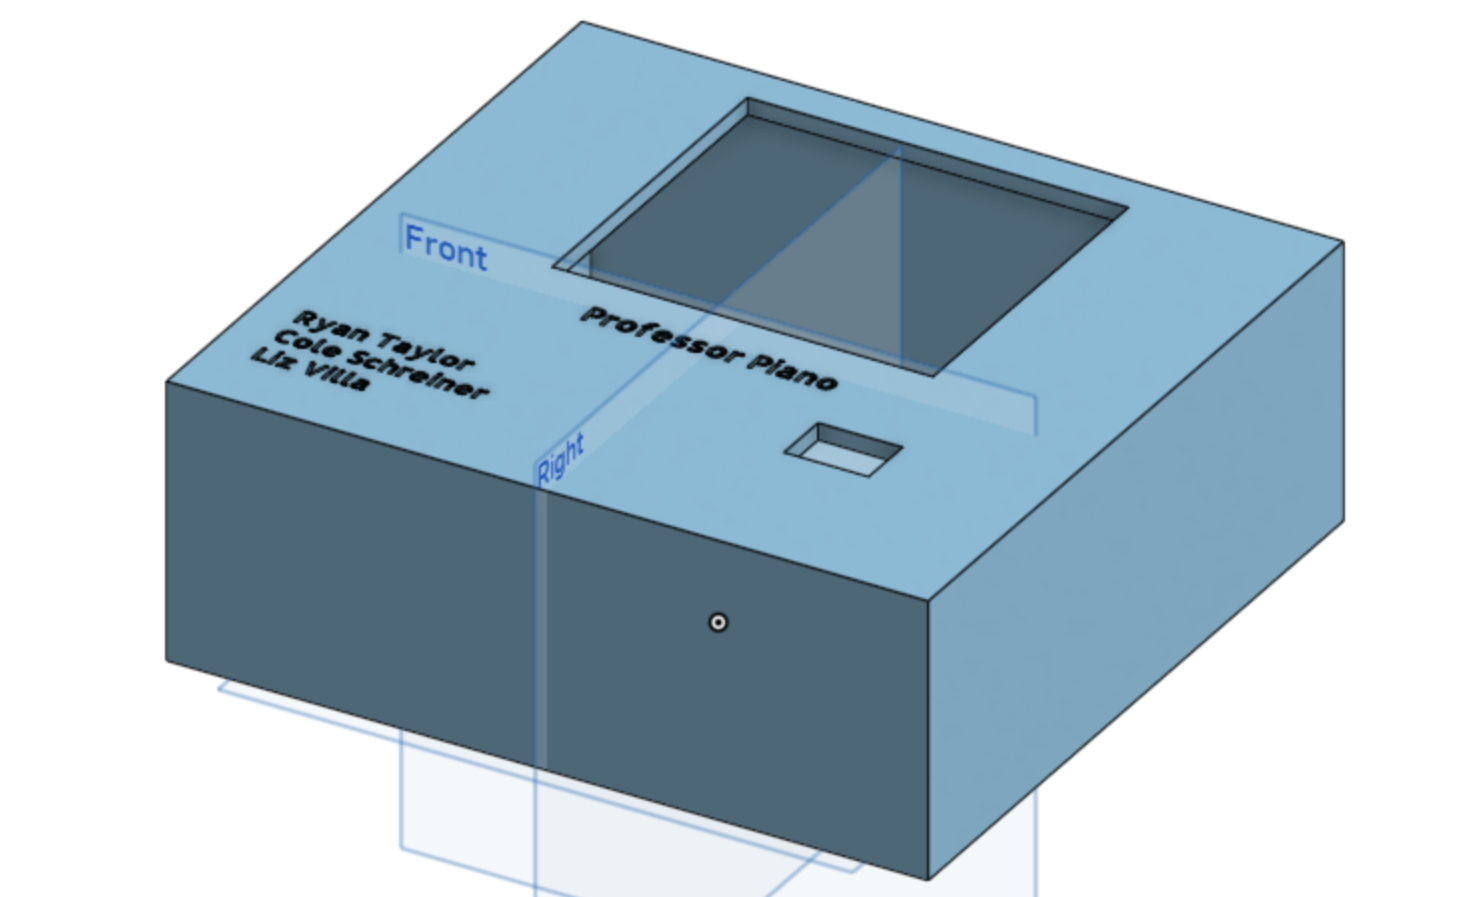 Front
Professor Piano
Ryan Taylor
Cole Schreiner
Liz Villa
Right